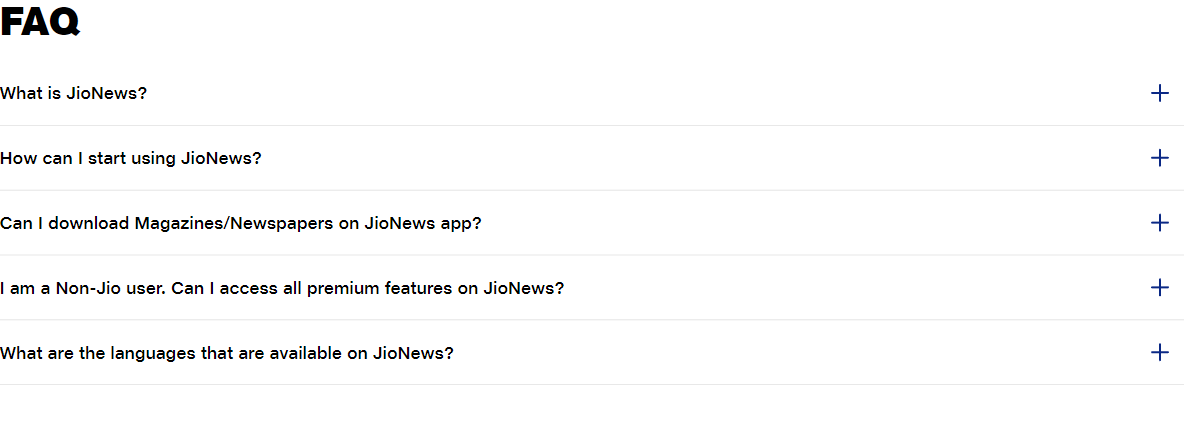 FAQ
What is JioNews?
How can I start using JioNews?
Can I download Magazines/Newspapers on JioNews app?
I am a Non-Jio user. Can I access all premium features on JioNews?
What are the languages that are available on JioNews?